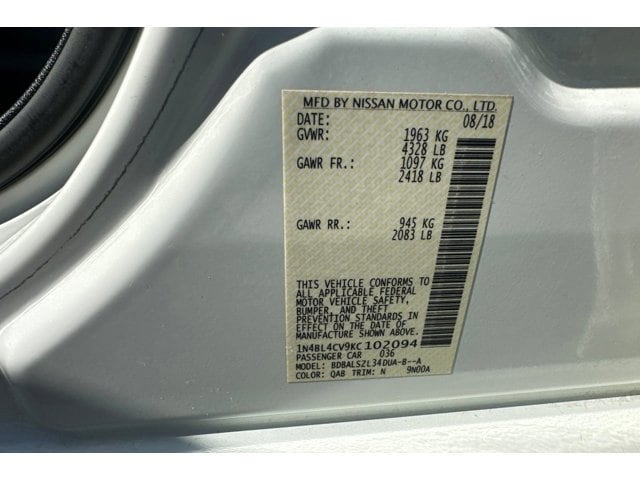 MFD BY NISSAN MOTOR CO., LTD.
DATE: 08/18
GVWR: 1963 KG
4328 LB
GAWR FR.: 1097 KG
2418 LB
GAWR RR.: 945 KG
2083 LB
THIS VEHICLE CONFORMS TO
ALL APPLICABLE FEDERAL
MOTOR VEHICLE SAFETY,
BUMPER, AND THEFT
PREVENTION STANDARDS IN
EFFECT ON THE DATE OF
MANUFACTURE SHOWN ABOVE.
1N4BL4CV9KC102094
PASSENGER CAR 036
MODEL: BDBALSZL34DUA-B--A
COLOR: QAB TRIM: N 9N00A